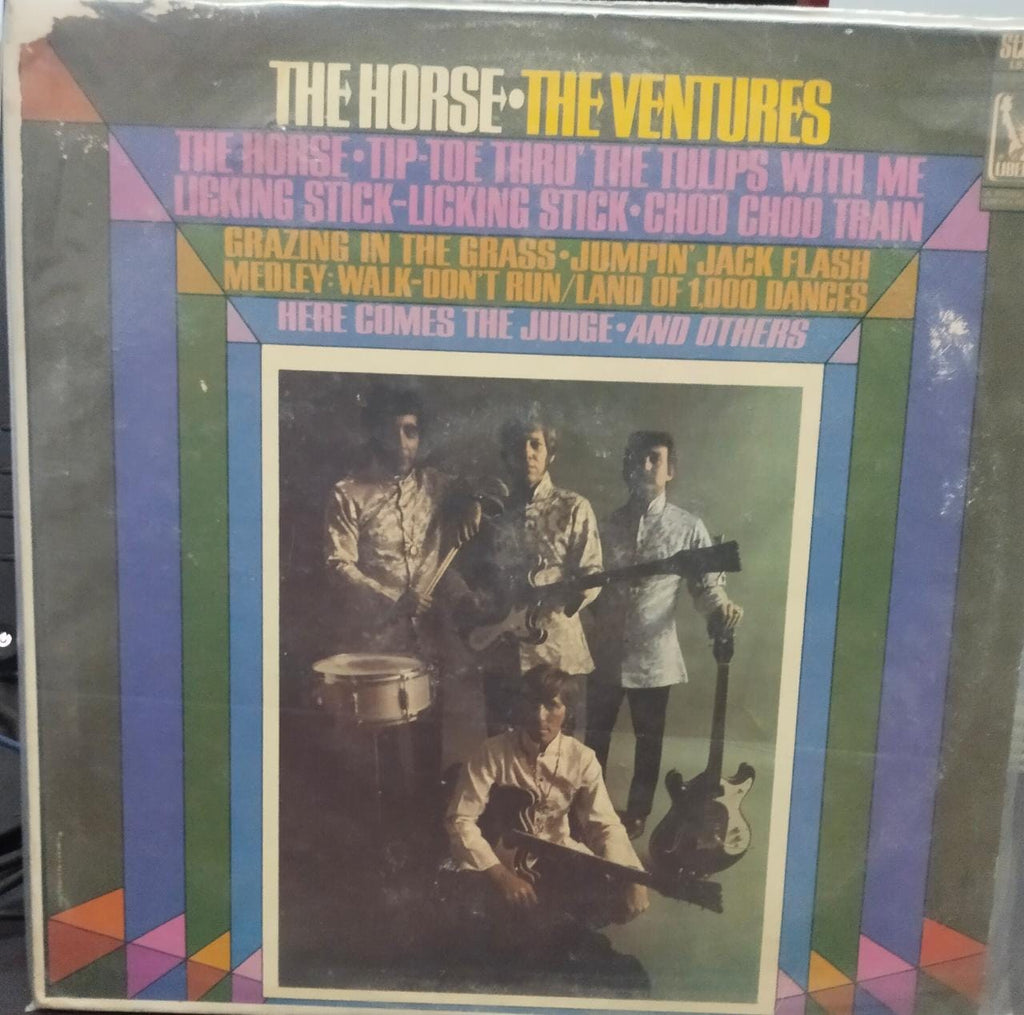 THE HORSE•THE VENTURES
THE HORSE•TIP-TOE THRU' THE TULIPS WITH ME
LICKING STICK-LICKING STICK•CHOO CHOO TRAIN
GRAZING IN THE GRASS•JUMPIN' JACK FLASH
MEDLEY: WALK-DON'T RUN/LAND OF 1,000 DANCES
HERE COMES THE JUDGE•AND OTHERS